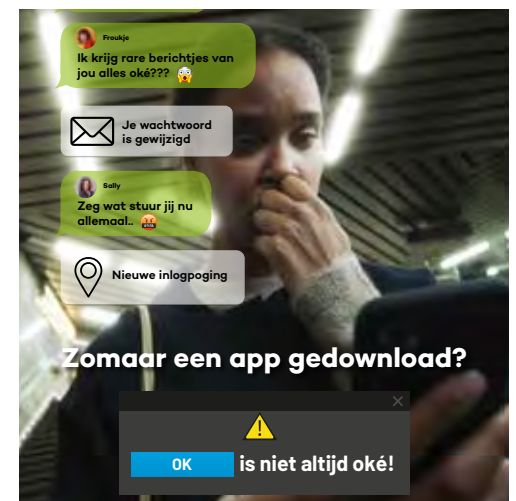 Froukje
Ik krijg rare berichtjes van
jou alles oké??? 😱
Je wachtwoord
is gewijzigd
Sally
Zeg wat stuur jij nu
allemaal.. 🤬
Nieuwe inlogpoging
Zomaar een app gedownload?
OK is niet altijd oké!